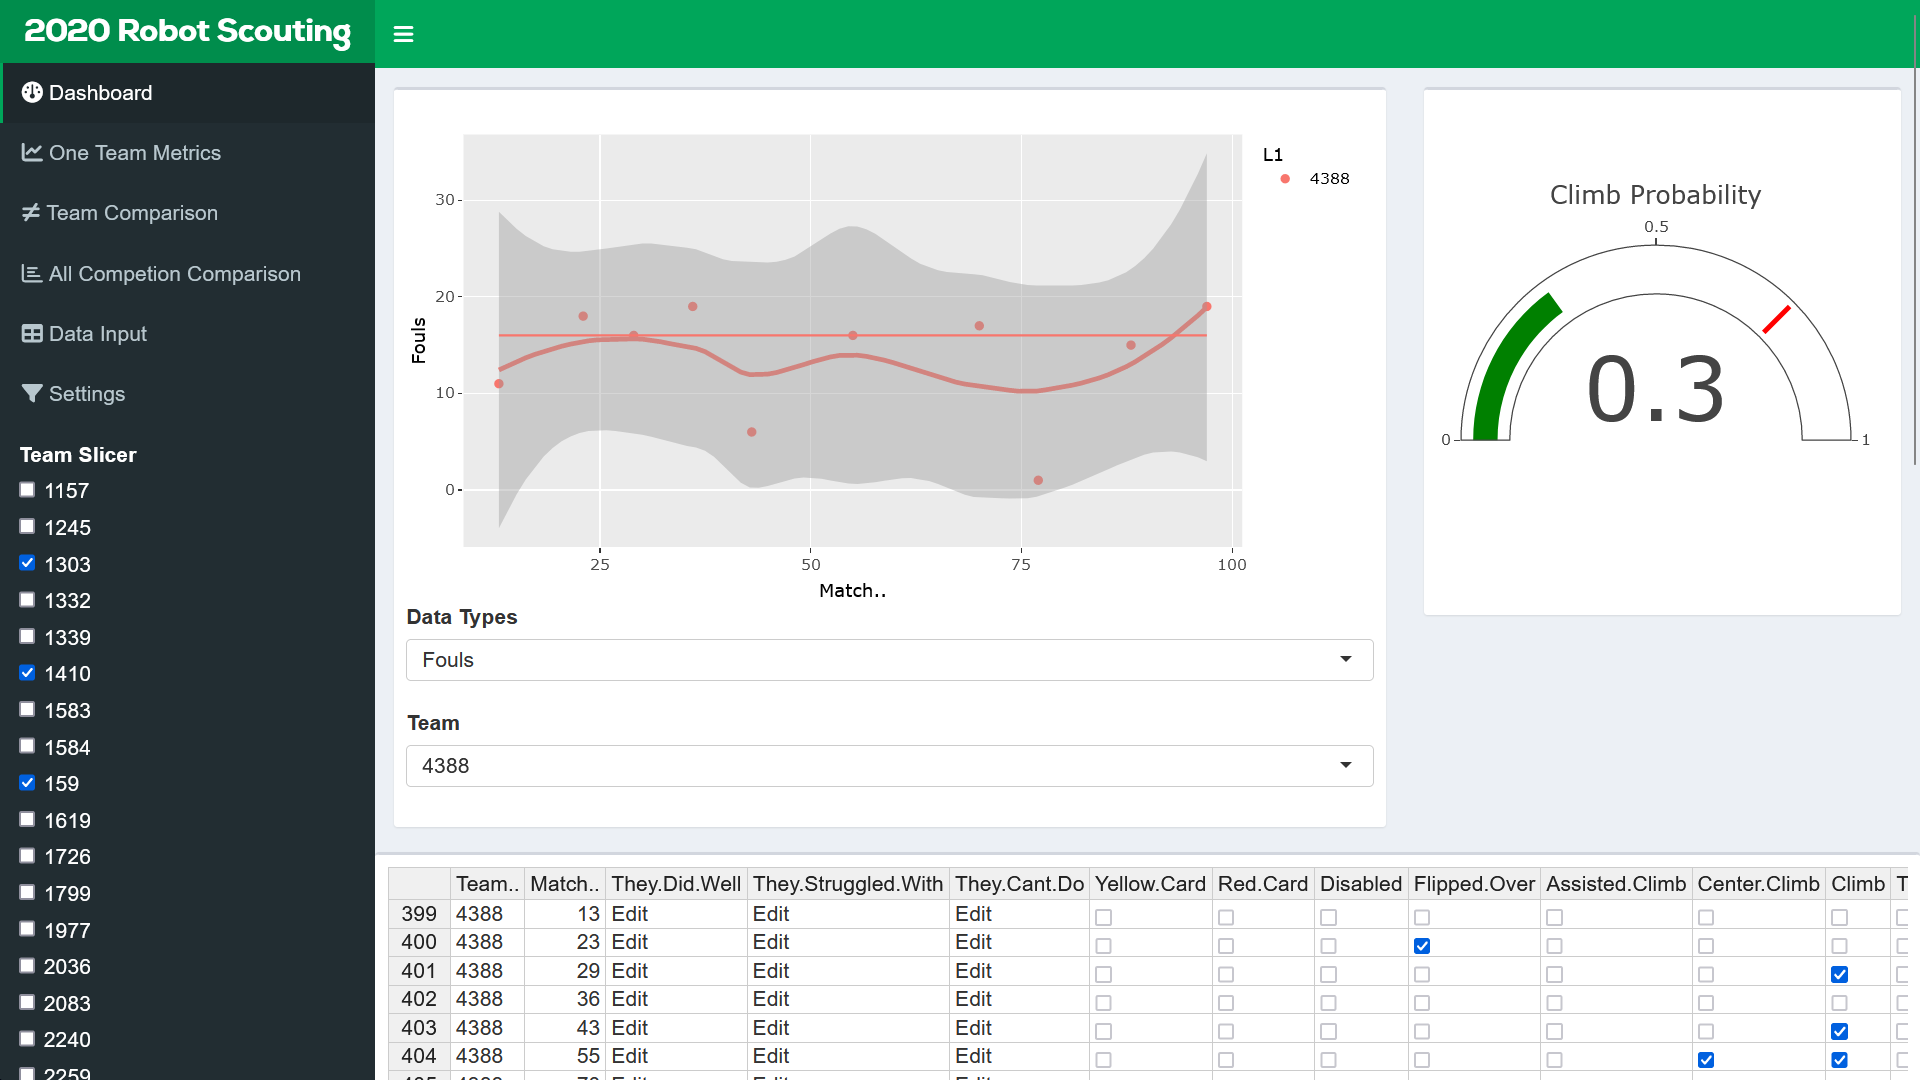 2020 Robot Scouting
Dashboard
One Team Metrics
Team Comparison
All Competion Comparison
Data Input
Settings
Team Slicer
1157
1245
1303
1332
1339
1410
1583
1584
159
1619
1726
1799
1977
2036
2083
2240
2259
L1
4388
30
20
10
0
Fouls
25 50 75 100
Match..
Data Types
Fouls
Team
4388
Climb Probability
0.5
0.3
0 1
Team.. Match.. They.Did.Well They.Struggled.With They.Cant.Do Yellow.Card Red.Card Disabled Flipped.Over Assisted.Climb Center.Climb Climb T
399 4388 13 Edit Edit Edit
400 4388 23 Edit Edit Edit
401 4388 29 Edit Edit Edit
402 4388 36 Edit Edit Edit
403 4388 43 Edit Edit Edit
404 4388 55 Edit Edit Edit